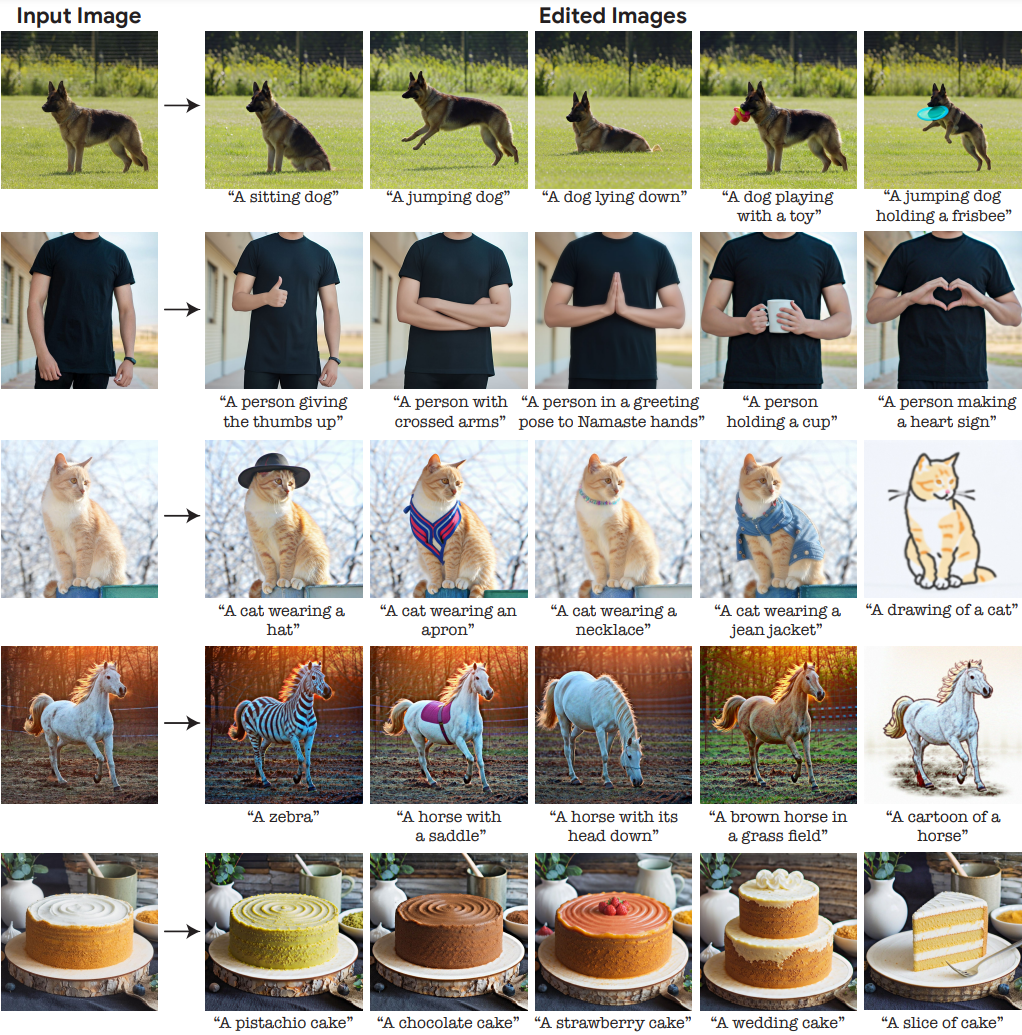 Input Image
Edited Images
“A sitting dog”
“A jumping dog”
“A dog lying down”
“A dog playing
with a toy”
“A jumping dog
holding a frisbee”
“A person giving
the thumbs up”
“A person with
crossed arms”
“A person in a greeting
pose to Namaste hands”
“A person
holding a cup”
“A person making
a heart sign”
“A cat wearing a
hat”
“A cat wearing an
apron”
“A cat wearing a
necklace”
“A cat wearing a
jean jacket”
“A drawing of a cat”
“A zebra”
“A horse with
a saddle”
“A horse with its
head down”
“A brown horse in
a grass field”
“A cartoon of a
horse”
“A pistachio cake”
“A chocolate cake”
“A strawberry cake”
“A wedding cake”
“A slice of cake”